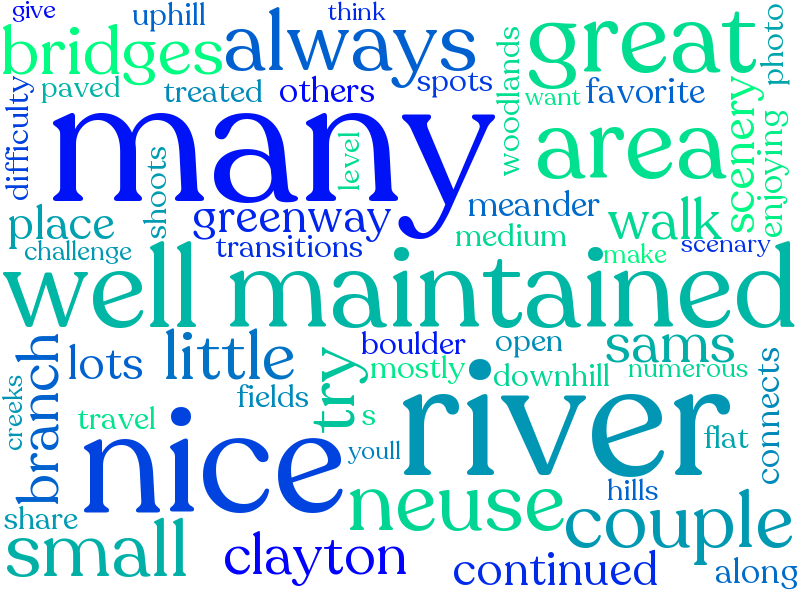 give
uphill
think
bridges
always
great
photo
paved
treated
others
spots
woodlands
want
favorite
scenery
difficulty
many
level
area
enjoying
shoots
place
greenway
meander
walk
challenge
transitions
medium
make
scenary
well maintained
branch
lots
little
try
boulder
open
sams
mostly
downhill
numerous
connects
creeks
fields
travel
s
nice
youll
river
flat
neuse
hills
share
small
clayton
continued
couple
along